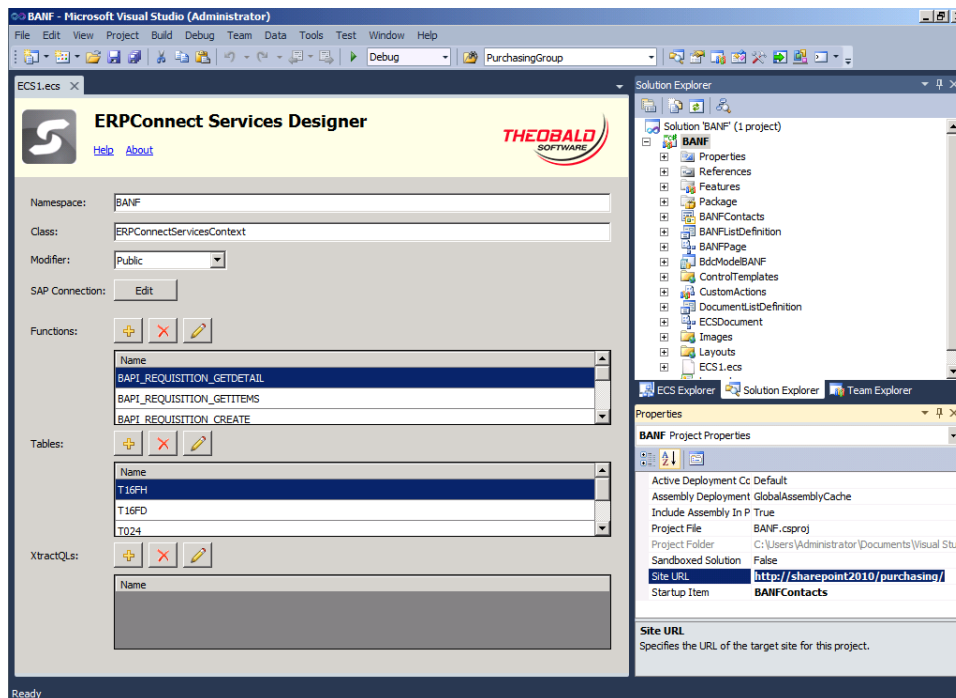 BANF - Microsoft Visual Studio (Administrator)
File Edit View Project Build Debug Team Data Tools Test Window Help
Debug PurchasingGroup
ECS1.ecs
ERPConnect Services Designer
Help About
THEOBALD
SOFTWARE
Namespace: BANF
Class: ERPConnectServicesContext
Modifier: Public
SAP Connection: Edit
Functions:
Name
BAPI_REQUISITION_GETDETAIL
BAPI_REQUISITION_GETITEMS
BAPI_REQUISITION_CREATE
Tables:
Name
T16FH
T16FD
T024
XtractQLs:
Name
Solution Explorer
Solution 'BANF' (1 project)
BANF
Properties
References
Features
Package
BANFContacts
BANFListDefinition
BANFPage
BdcModelBANF
ControlTemplates
CustomActions
DocumentListDefinition
ECSDocument
Images
Layouts
ECS1.ecs
ECS Explorer Solution Explorer Team Explorer
Properties
BANF Project Properties
Active Deployment Cc Default
Assembly Deployment GlobalAssemblyCache
Include Assembly In P True
Project File BANF.csproj
Project Folder C:\Users\Administrator\Documents\Visual Stu
Sandboxed Solution False
Site URL http://sharepoint2010/purchasing/
Startup Item BANFContacts
Site URL
Specifies the URL of the target site for this project.
Ready